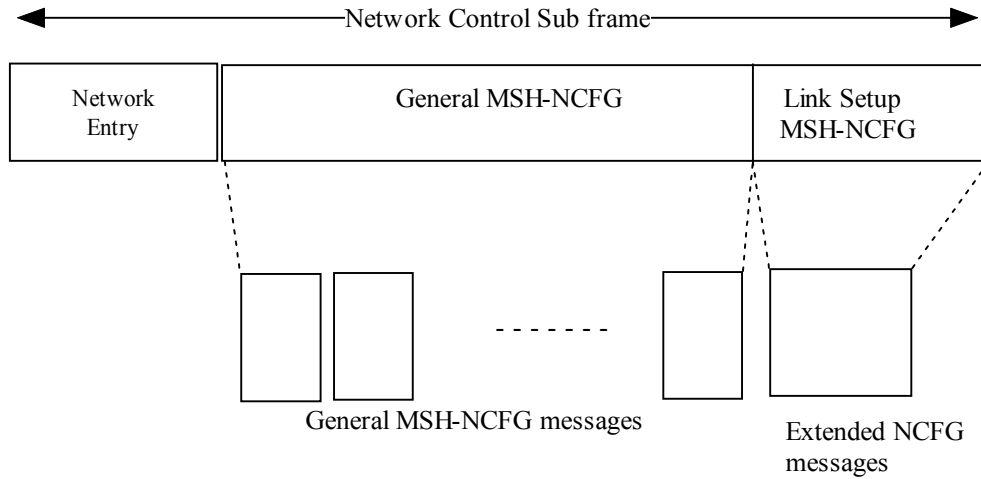 Network Control Sub frame
Network
Entry
General MSH-NCFG
Link Setup
MSH-NCFG
General MSH-NCFG messages
Extended NCFG
messages